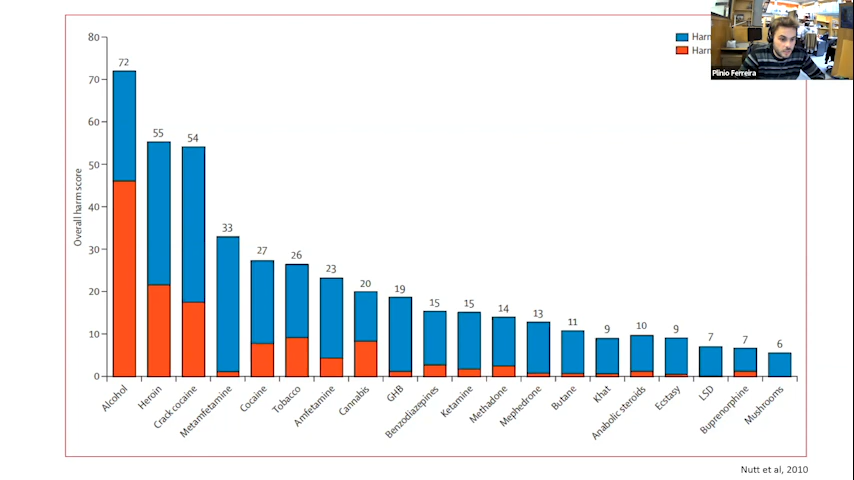 80
70
60
50
40
30
20
10
0
Overall harm score
72
55
54
33
27
26
23
20
19
15
15
14
13
11
9
10
9
7
7
6
Alcohol
Heroin
Crack cocaine
Metamfetamine
Cocaine
Tobacco
Amfetamine
Cannabis
GHB
Benzodiazepines
Ketamine
Methadone
Mephedrone
Butane
Khat
Anabolic steroids
Ecstasy
LSD
Buprenorphine
Mushrooms
Plinio Ferreira
Nutt et al, 2010